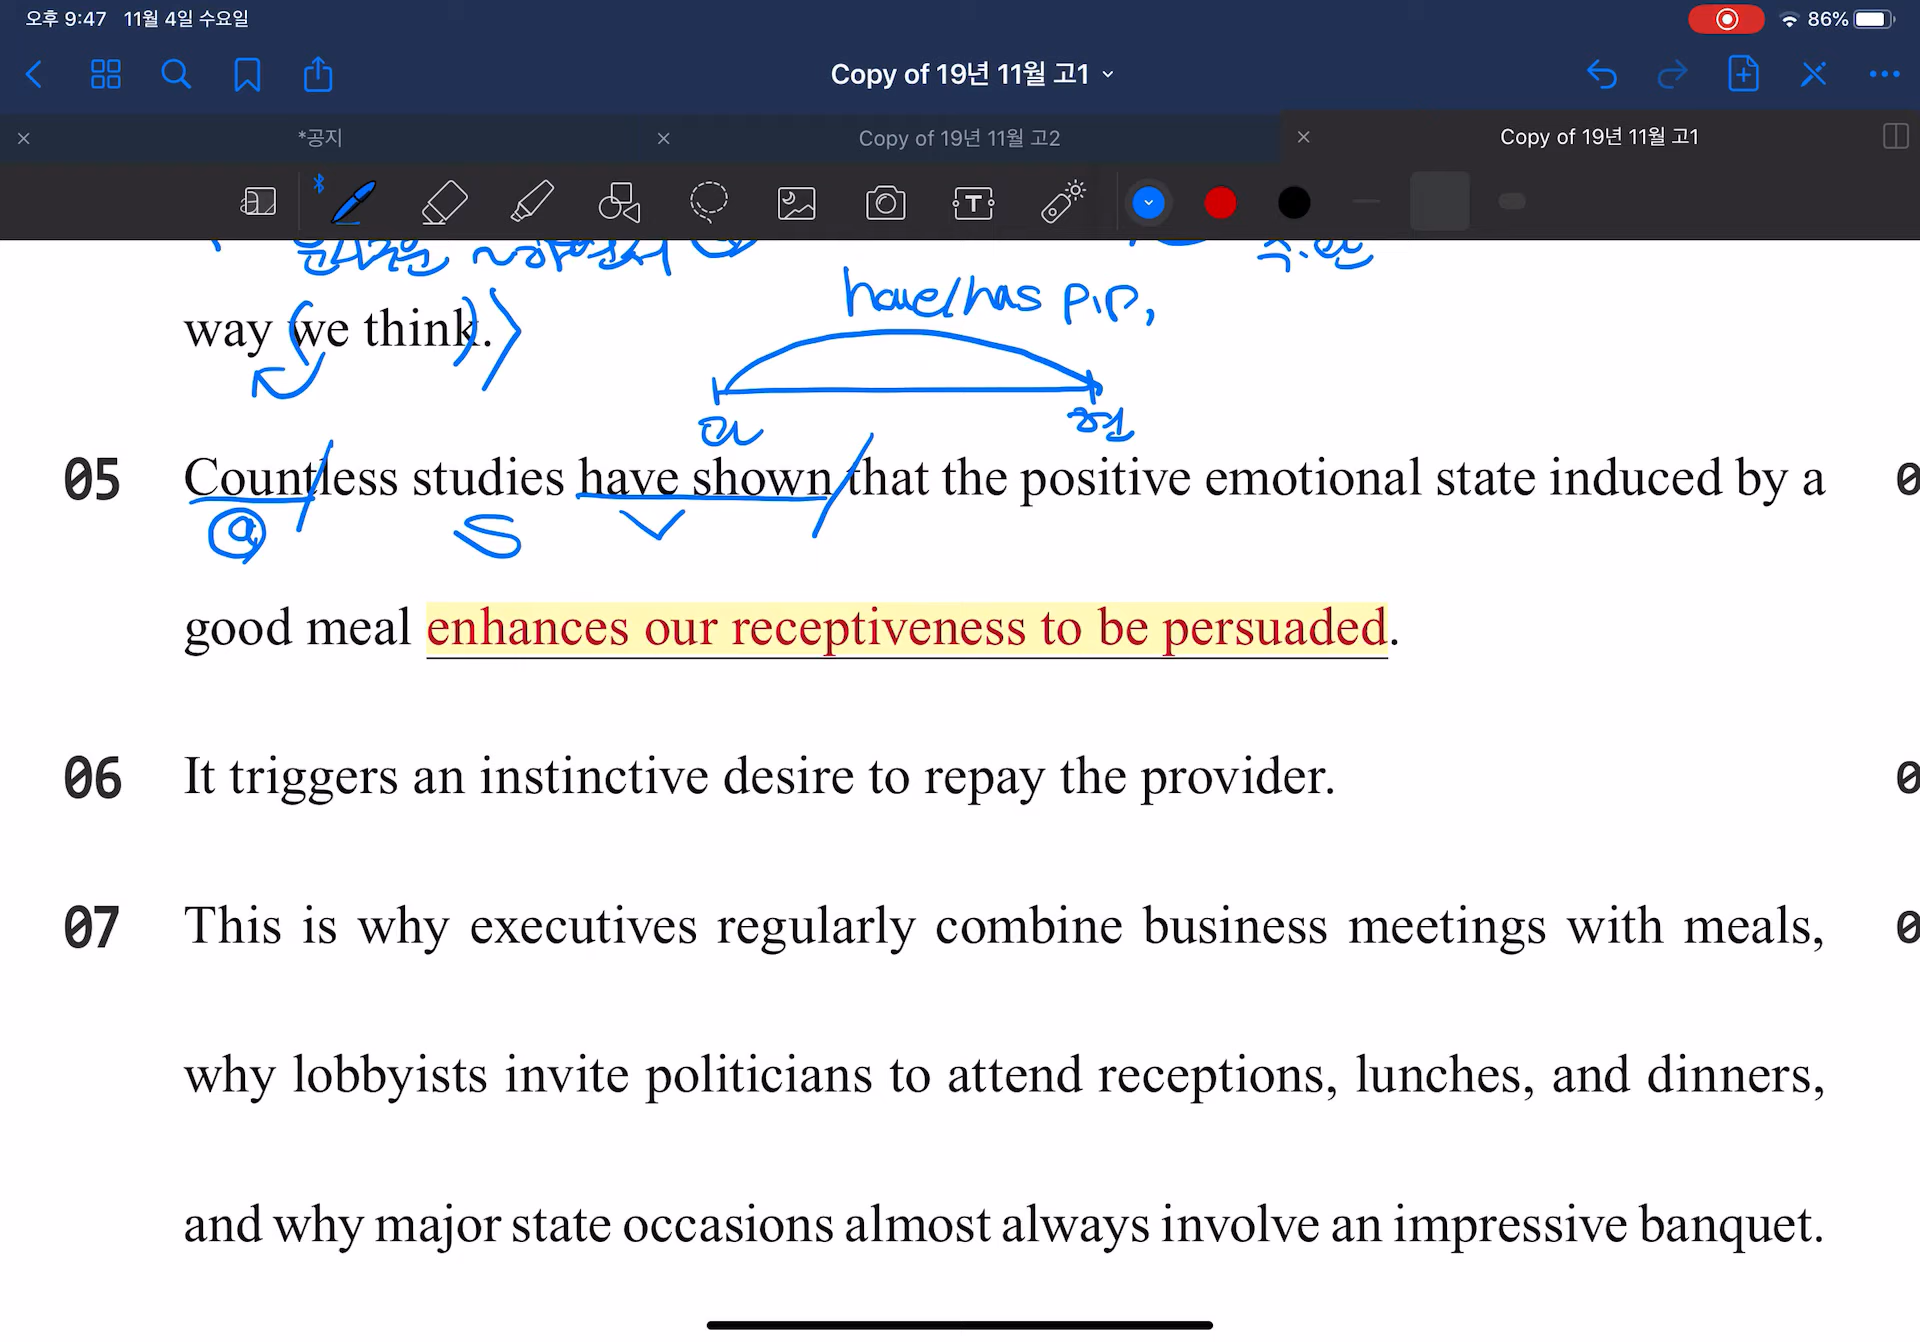 오후 9:47 11월 4일 수요일
86%
Copy of 19년 11월 고1
*공지
Copy of 19년 11월 고2
Copy of 19년 11월 고1
have/has p.p.
way (we think).
과 현
05 Countless studies have shown that the positive emotional state induced by a
S V
good meal enhances our receptiveness to be persuaded.
06 It triggers an instinctive desire to repay the provider.
07 This is why executives regularly combine business meetings with meals,
why lobbyists invite politicians to attend receptions, lunches, and dinners,
and why major state occasions almost always involve an impressive banquet.